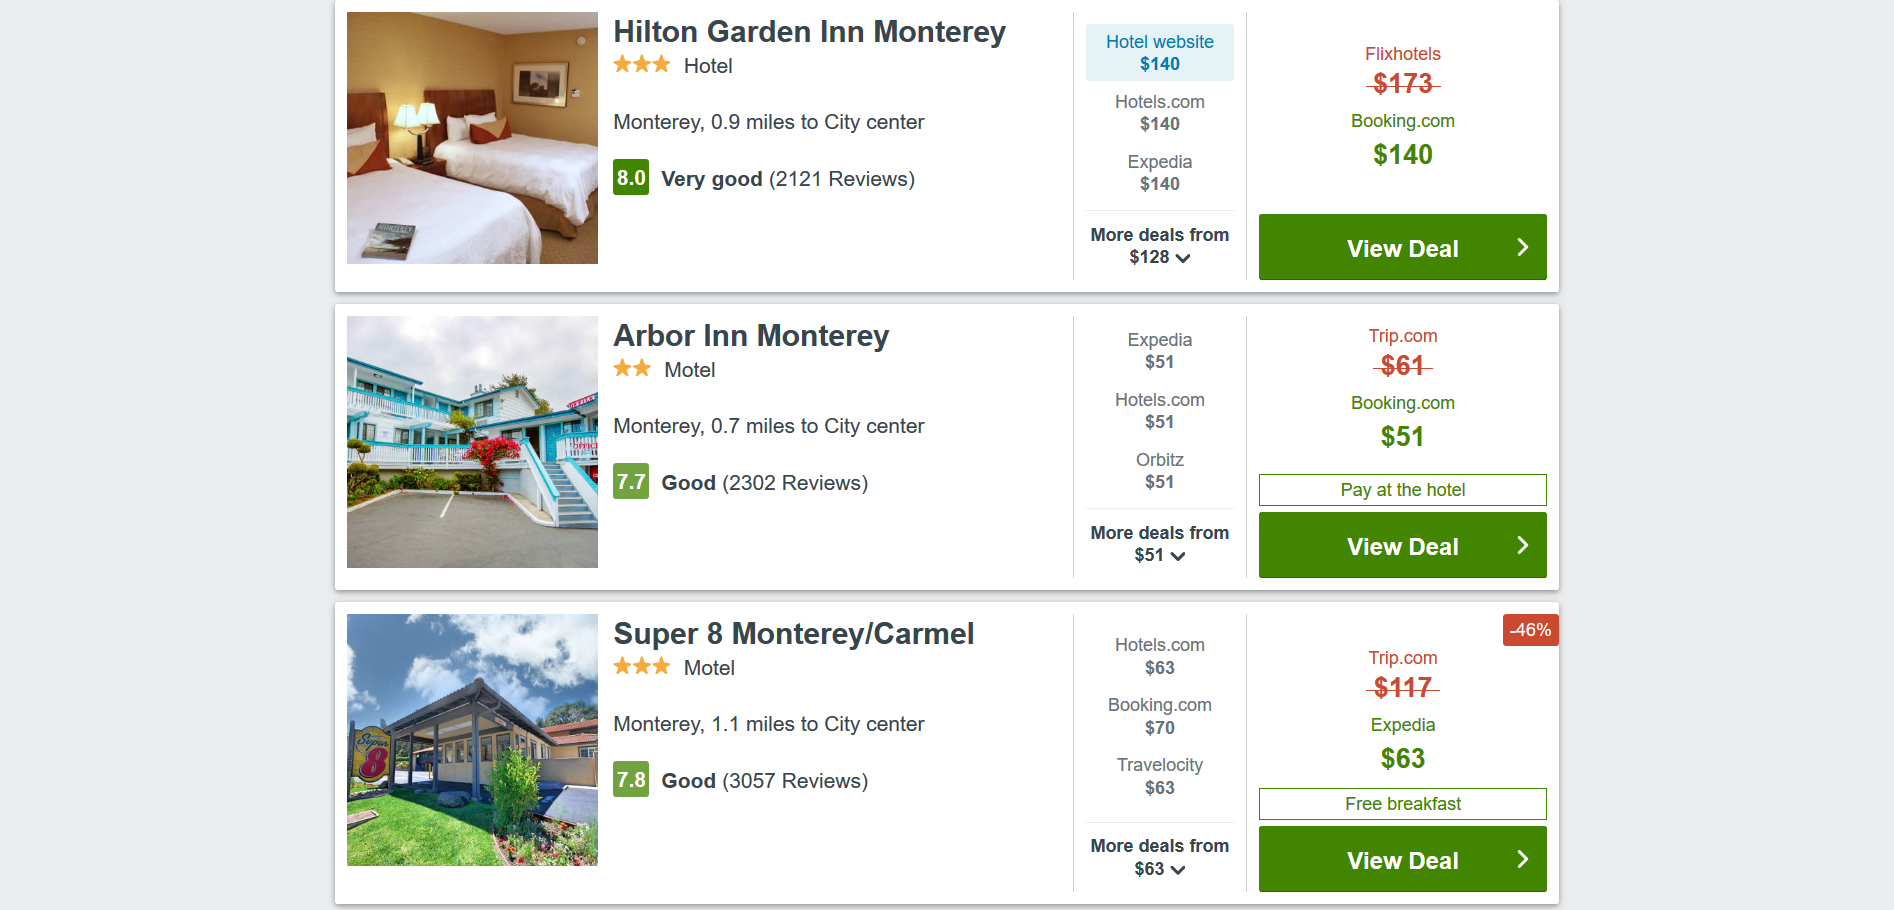 Hilton Garden Inn Monterey
Hotel
Monterey, 0.9 miles to City center
8.0 Very good (2121 Reviews)
MONTEREY
Hotel website
$140
Hotels.com
$140
Expedia
$140
More deals from
$128
Flixhotels
$173
Booking.com
$140
View Deal
Arbor Inn Monterey
Motel
Monterey, 0.7 miles to City center
7.7 Good (2302 Reviews)
OFFICE
OFFICE
Expedia
$51
Hotels.com
$51
Orbitz
$51
More deals from
$51
Trip.com
$61
Booking.com
$51
Pay at the hotel
View Deal
Super 8 Monterey/Carmel
Motel
Monterey, 1.1 miles to City center
7.8 Good (3057 Reviews)
Super
8
Hotels.com
$63
Booking.com
$70
Travelocity
$63
More deals from
$63
-46%
Trip.com
$117
Expedia
$63
Free breakfast
View Deal